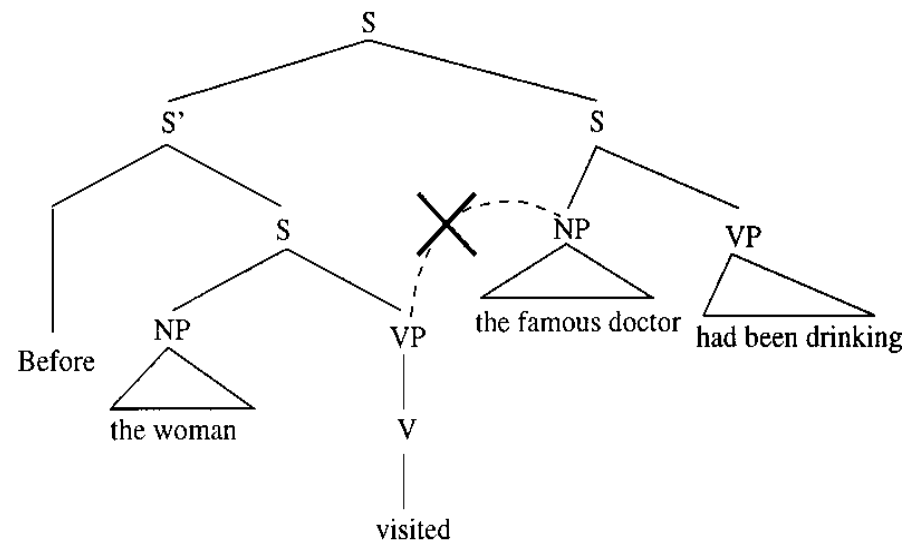 S
S' S
S NP VP
the famous doctor had been drinking
NP VP
Before
the woman V
visited